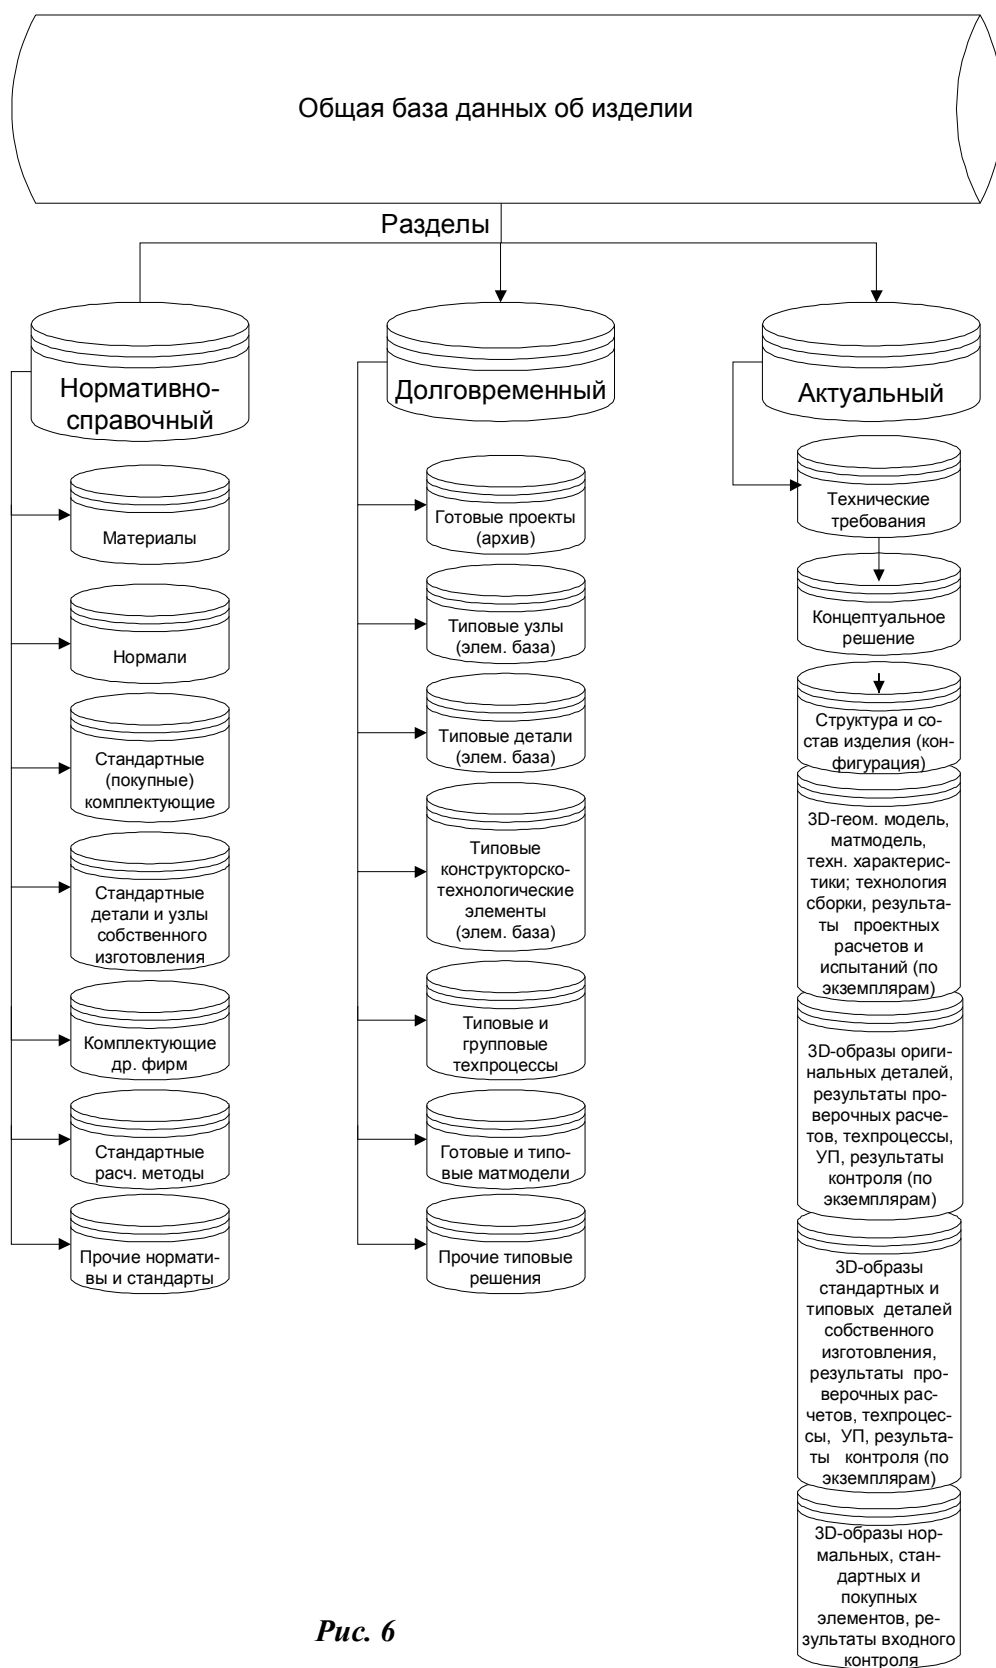 Общая база данных об изделии
Разделы
Нормативно-
справочный
Материалы
Нормали
Стандартные
(покупные)
комплектующие
Стандартные
детали и узлы
собственного
изготовления
Комплектующие
др. фирм
Стандартные
расч. методы
Прочие нормати-
вы и стандарты
Долговременный
Готовые проекты
(архив)
Типовые узлы
(элем. база)
Типовые детали
(элем. база)
Типовые
конструкторско-
технологические
элементы
(элем. база)
Типовые и
групповые
техпроцессы
Готовые и типо-
вые матмодели
Прочие типовые
решения
Актуальный
Технические
требования
Концептуальное
решение
Структура и со-
став изделия (кон-
фигурация)
3D-геом. модель,
матмодель,
техн. характерис-
тики; технология
сборки, результа-
ты проектных
расчетов и
испытаний (по
экземплярам)
3D-образы ориги-
нальных деталей,
результаты про-
верочных расче-
тов, техпроцессы,
УП, результаты
контроля (по
экземплярам)
3D-образы
стандартных и
типовых деталей
собственного
изготовления,
результаты про-
верочных рас-
четов, техпроцес-
сы, УП, результа-
ты контроля (по
экземплярам)
3D-образы нор-
мальных, стан-
дартных и
покупных
элементов, ре-
зультаты входного
контроля
Рис. 6